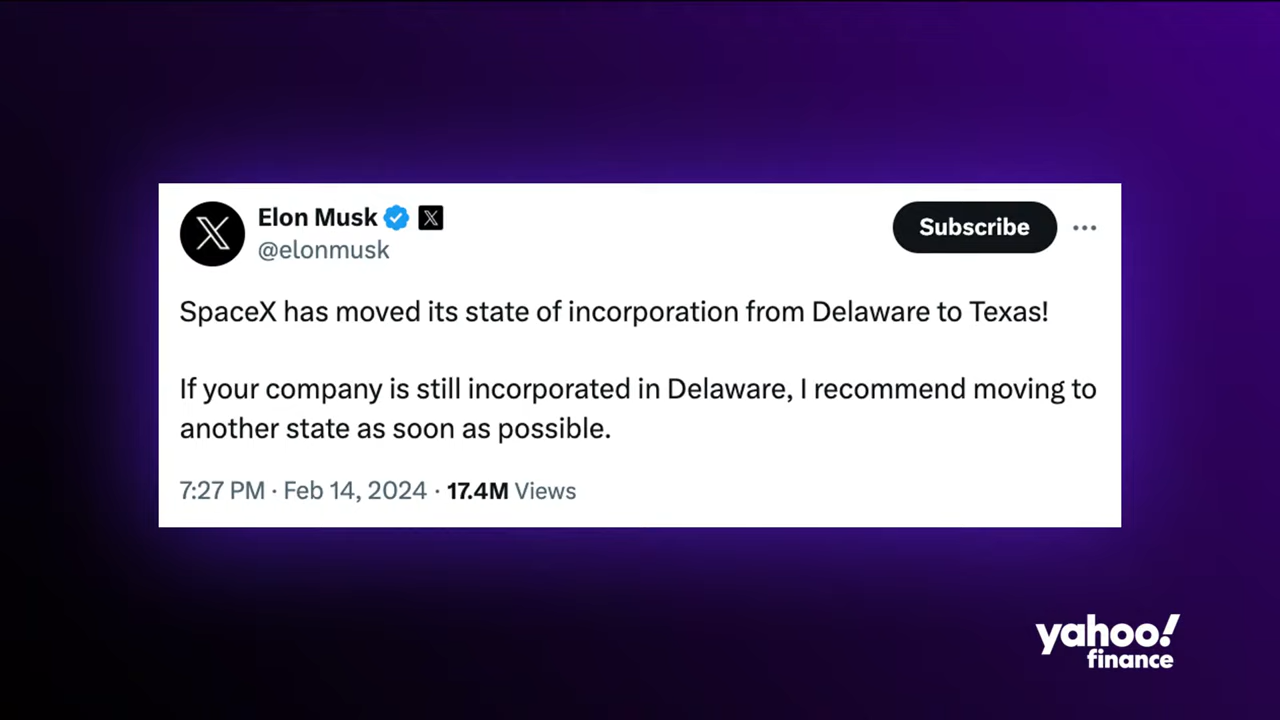 Elon Musk
@elonmusk
Subscribe
SpaceX has moved its state of incorporation from Delaware to Texas!
If your company is still incorporated in Delaware, I recommend moving to
another state as soon as possible.
7:27 PM · Feb 14, 2024 · 17.4M Views
yahoo!
finance